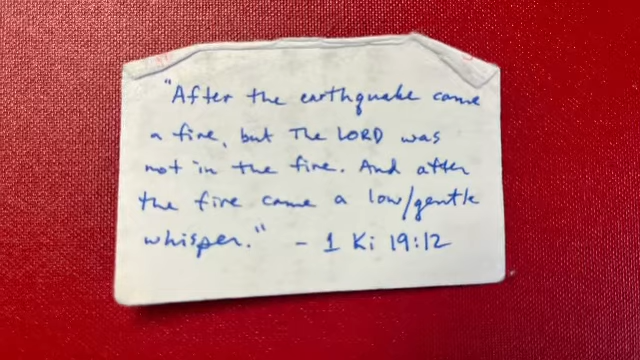 "After the earthquake came
a fire, but The LORD was
not in the fire. And after
the fire came a low/gentle
whisper." - 1 Ki 19:12